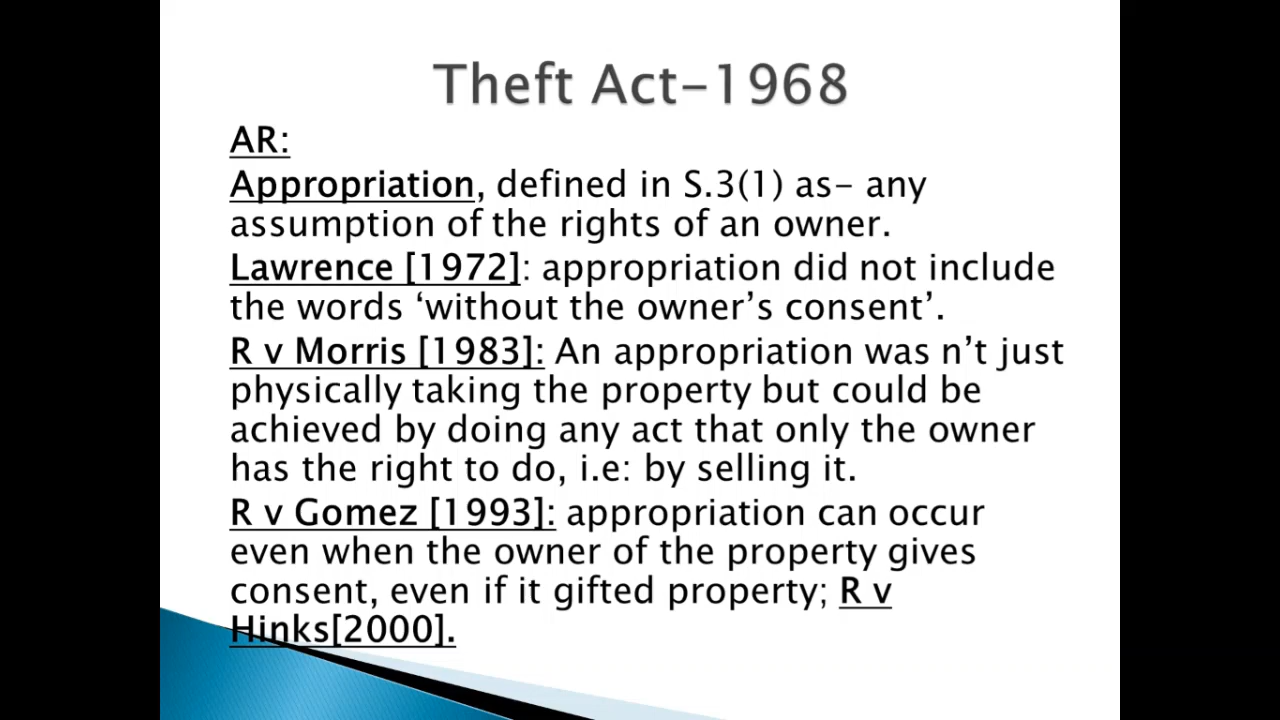 Theft Act-1968
AR:
Appropriation, defined in S.3(1) as- any
assumption of the rights of an owner.
Lawrence [1972]: appropriation did not include
the words ‘without the owner’s consent’.
R v Morris [1983]: An appropriation was n’t just
physically taking the property but could be
achieved by doing any act that only the owner
has the right to do, i.e: by selling it.
R v Gomez [1993]: appropriation can occur
even when the owner of the property gives
consent, even if it gifted property; R v
Hinks[2000].